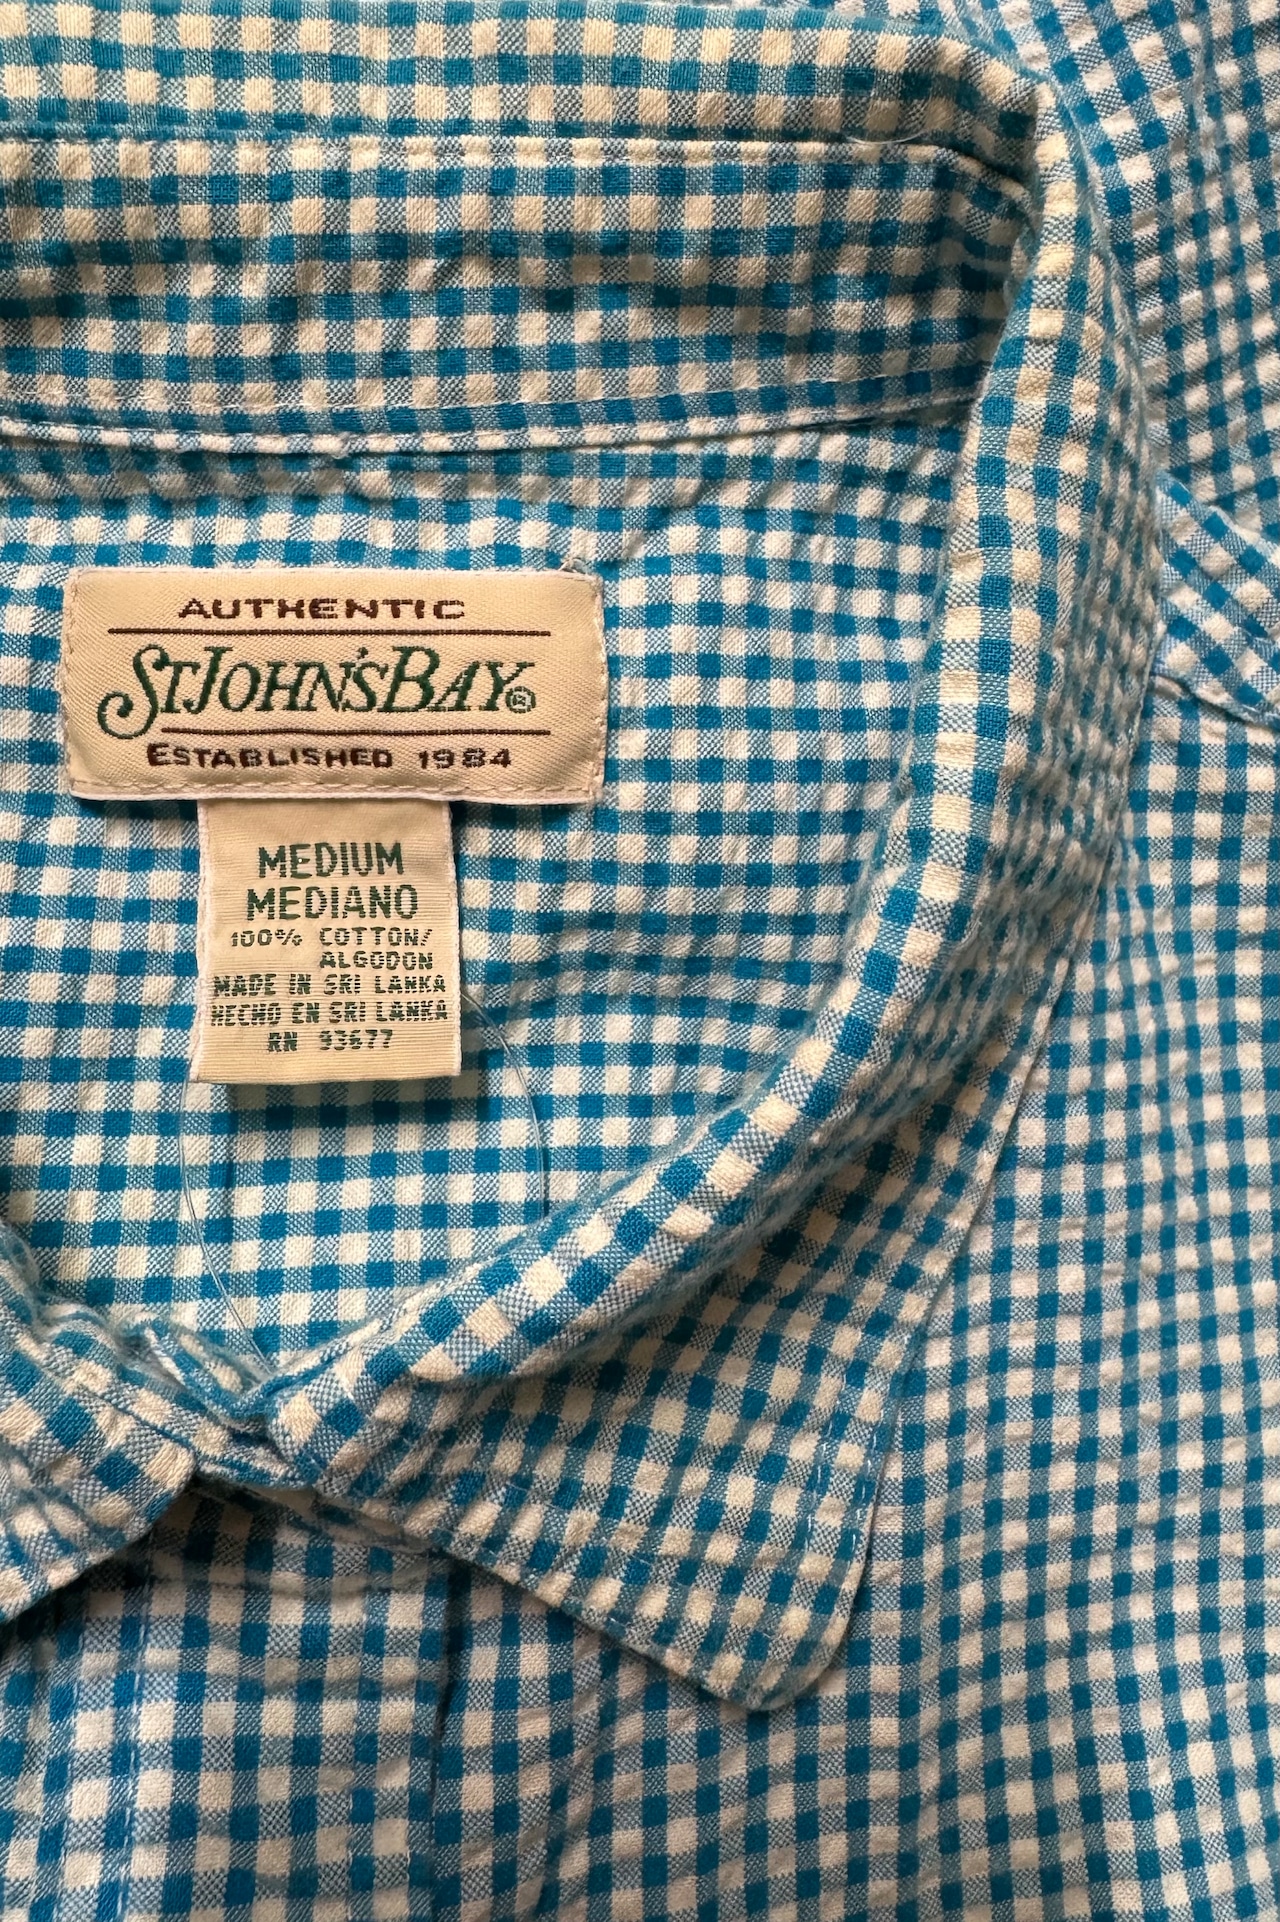 AUTHENTIC
ST JOHN'S BAY®
ESTABLISHED 1984
MEDIUM
MEDIANO
100% COTTON/
ALGODON
MADE IN SRI LANKA
HECHO EN SRI LANKA
RN 93677